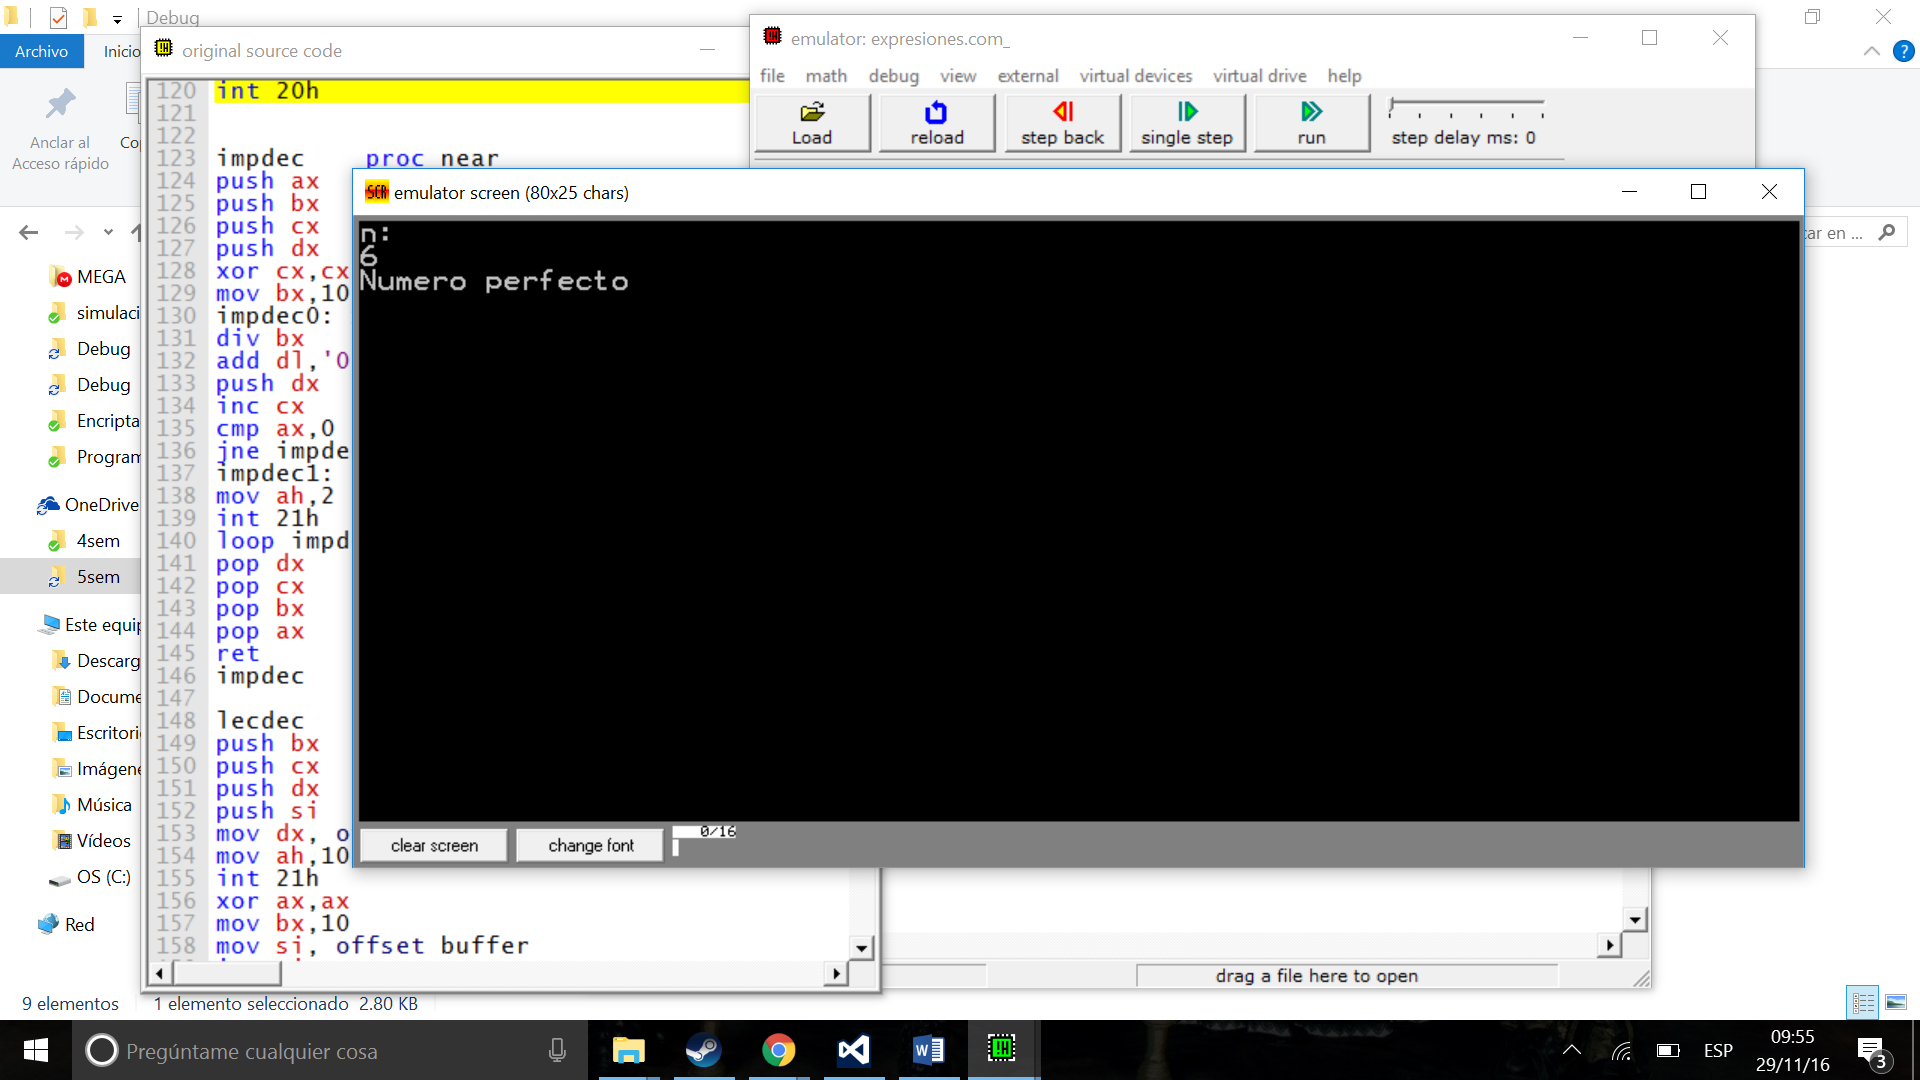 Debug
Archivo
Inicio
Anclar al
Acceso rápido
MEGA
Debug
Debug
OneDrive
4sem
5sem
Música
Vídeos
OS (C:)
Red
9 elementos
1 elemento seleccionado 2.80 KB
original source code
120 int 20h
121
122
123 impdec proc near
124 push ax
125 push bx
126 push cx
127 push dx
128 xor cx,cx
129 mov bx,10
130 impdec0:
131 div bx
132 add dl,'0
133 push dx
134 inc cx
135 cmp ax,0
136 jne impde
137 impdec1:
138 mov ah,2
139 int 21h
140 loop impd
141 pop dx
142 pop cx
143 pop bx
144 pop ax
145 ret
146 impdec
147
148 lecdec
149 push bx
150 push cx
151 push dx
152 push si
153 mov dx, o
154 mov ah,10
155 int 21h
156 xor ax,ax
157 mov bx,10
158 mov si, offset buffer
emulator: expresiones.com_
file math debug view external virtual devices virtual drive help
Load reload step back single step run step delay ms: 0
emulator screen (80x25 chars)
n:
6
Numero perfecto
clear screen change font 0/16
drag a file here to open
car en ...
Pregúntame cualquier cosa
ESP
09:55
29/11/16
3